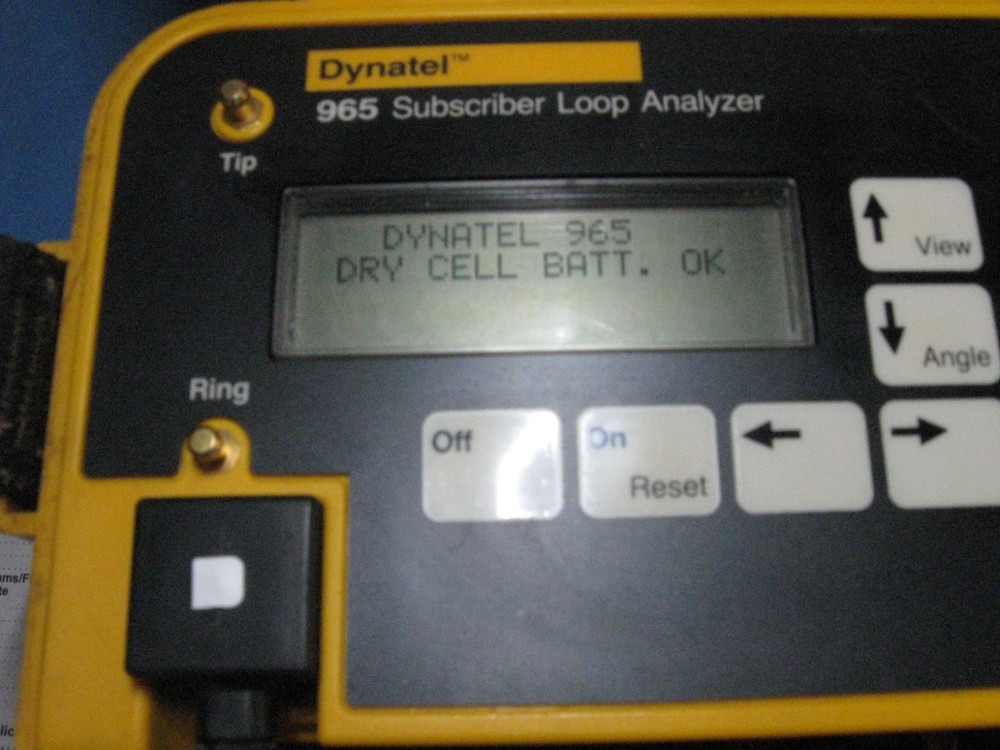 Dynatel™
965 Subscriber Loop Analyzer
Tip
DYNATEL 965
DRY CELL BATT. OK
View
Angle
Ring
Off
On
Reset